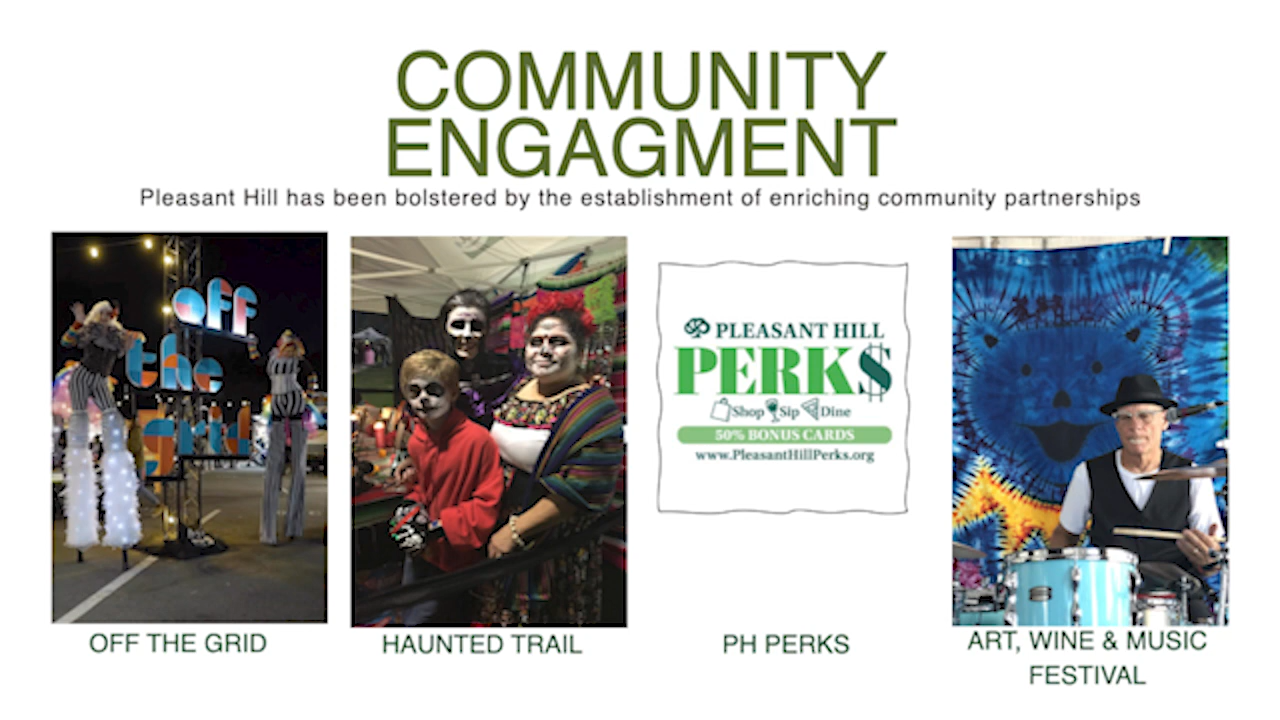 COMMUNITY
ENGAGMENT
Pleasant Hill has been bolstered by the establishment of enriching community partnerships
off
the
grid
PLEASANT HILL
PERK$
Shop Sip Dine
50% BONUS CARDS
www.PleasantHillPerks.org
OFF THE GRID
HAUNTED TRAIL
PH PERKS
ART, WINE & MUSIC
FESTIVAL